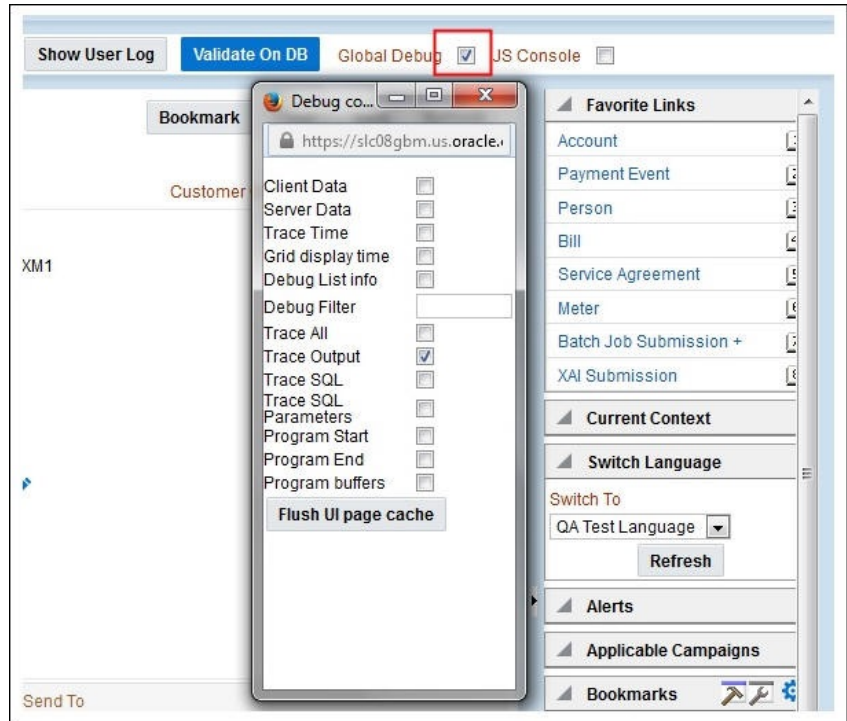 Show User Log Validate On DB Global Debug JS Console
Bookmark
Customer
XM1
Send To
Debug co...
https://slc08gbm.us.oracle.
Client Data
Server Data
Trace Time
Grid display time
Debug List info
Debug Filter
Trace All
Trace Output
Trace SQL
Trace SQL
Parameters
Program Start
Program End
Program buffers
Flush UI page cache
Favorite Links
Account
Payment Event
Person
Bill
Service Agreement
Meter
Batch Job Submission +
XAI Submission
Current Context
Switch Language
Switch To
QA Test Language
Refresh
Alerts
Applicable Campaigns
Bookmarks